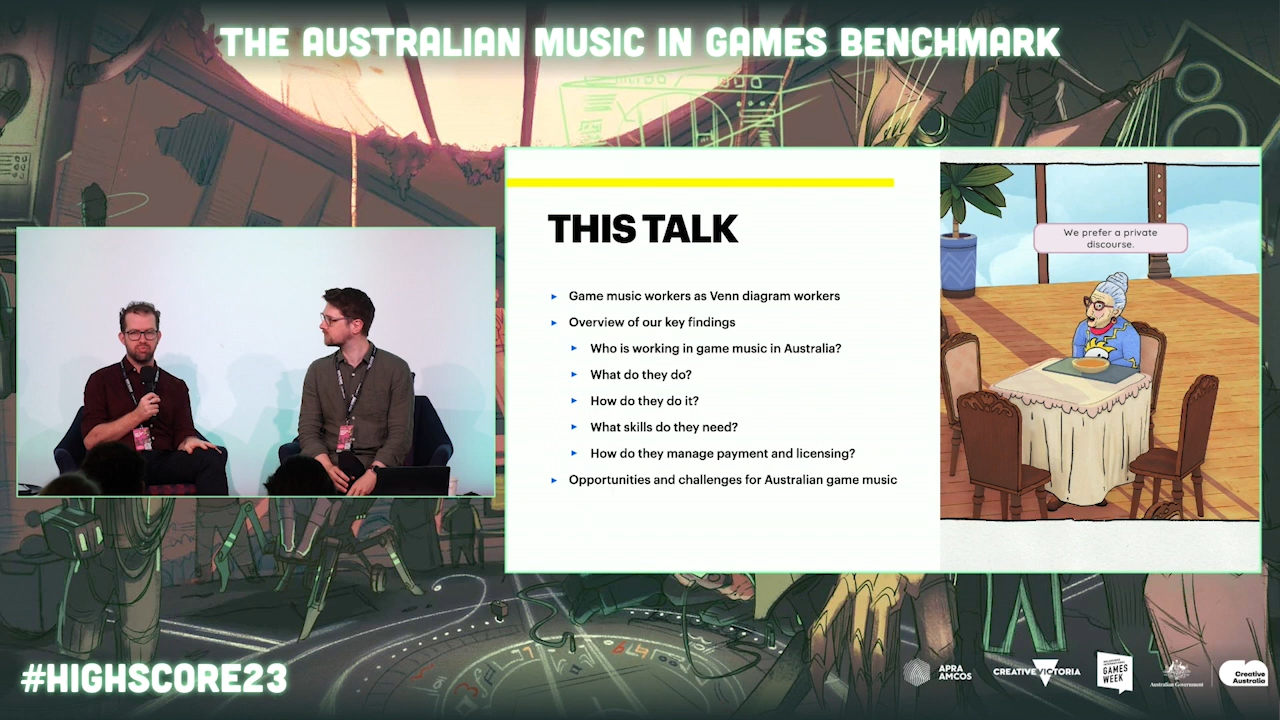 THE AUSTRALIAN MUSIC IN GAMES BENCHMARK
THIS TALK
Game music workers as Venn diagram workers
Overview of our key findings
Who is working in game music in Australia?
What do they do?
How do they do it?
What skills do they need?
How do they manage payment and licensing?
Opportunities and challenges for Australian game music
We prefer a private
discourse.
#HIGHSCORE23
APRA
AMCOS
CREATIVE VICTORIA
GAMES
WEEK
Australian Government
Creative
Australia